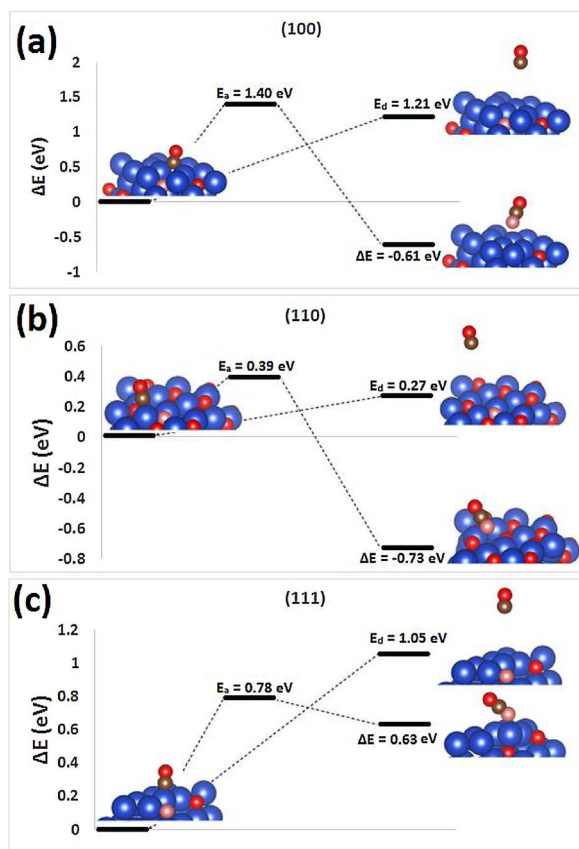 (a)
(100)
2
1.5
1
0.5
0
-0.5
-1
ΔE (eV)
Eₐ = 1.40 eV
E_d = 1.21 eV
ΔE = -0.61 eV
(b)
(110)
0.6
0.4
0.2
0
-0.2
-0.4
-0.6
-0.8
ΔE (eV)
Eₐ = 0.39 eV
E_d = 0.27 eV
ΔE = -0.73 eV
(c)
(111)
1.2
1
0.8
0.6
0.4
0.2
0
ΔE (eV)
Eₐ = 0.78 eV
E_d = 1.05 eV
ΔE = 0.63 eV